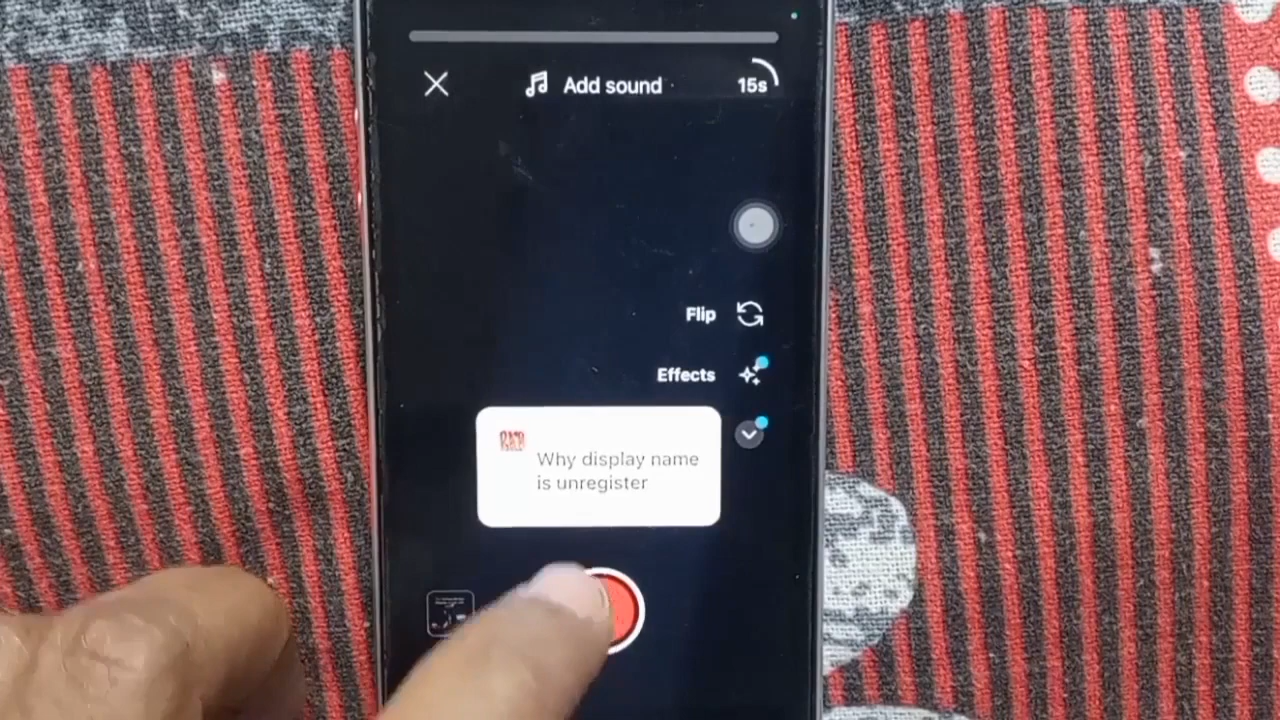 Add sound
15s
Flip
Effects
Why display name
is unregister